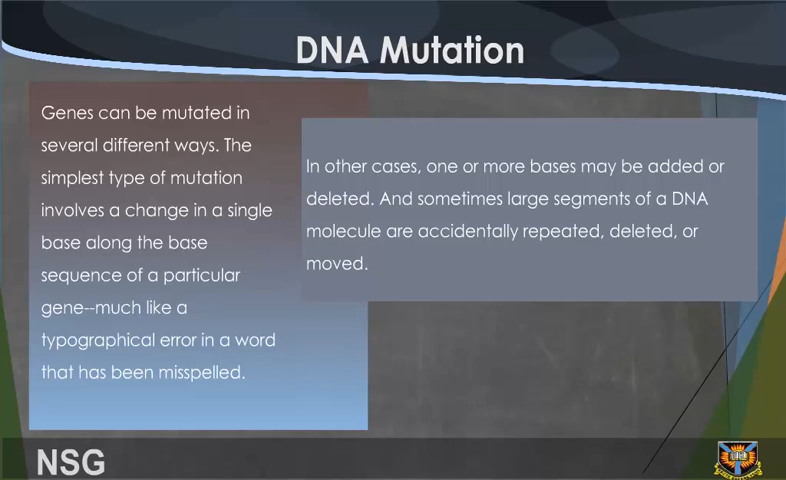 DNA Mutation
Genes can be mutated in
several different ways. The
simplest type of mutation
involves a change in a single
base along the base
sequence of a particular
gene--much like a
typographical error in a word
that has been misspelled.
In other cases, one or more bases may be added or
deleted. And sometimes large segments of a DNA
molecule are accidentally repeated, deleted, or
moved.
NSG